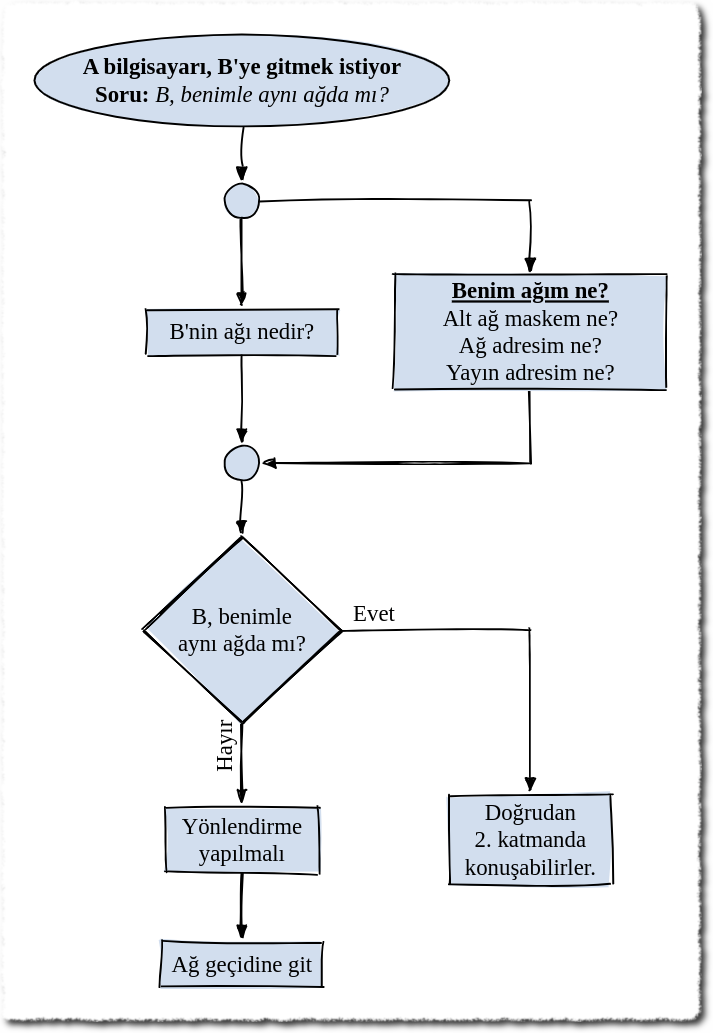 A bilgisayarı, B'ye gitmek istiyor
Soru: B, benimle aynı ağda mı?
B'nin ağı nedir?
Benim ağım ne?
Alt ağ maskem ne?
Ağ adresim ne?
Yayın adresim ne?
B, benimle
aynı ağda mı?
Evet
Hayır
Yönlendirme
yapılmalı
Doğrudan
2. katmanda
konuşabilirler.
Ağ geçidine git